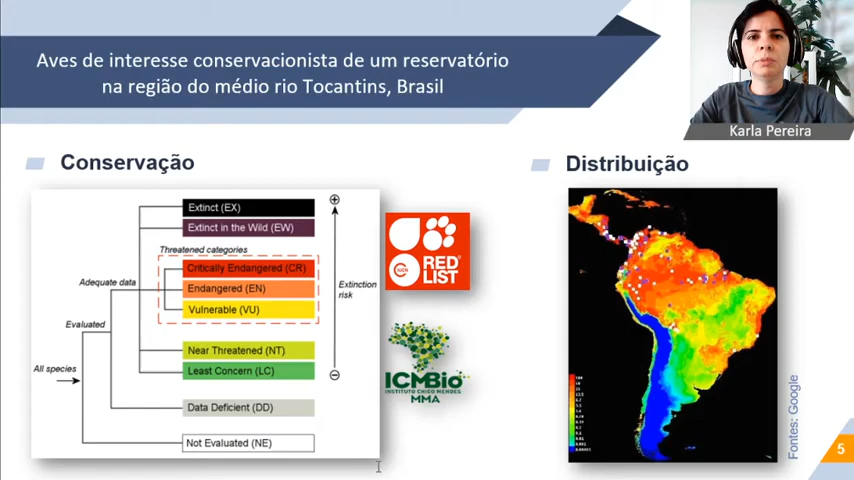 Aves de interesse conservacionista de um reservatório
na região do médio rio Tocantins, Brasil
Karla Pereira
Conservação
Distribuição
Extinct (EX)
Extinct in the Wild (EW)
Threatened categories
Critically Endangered (CR)
Adequate data
Endangered (EN)
Extinction
risk
Vulnerable (VU)
Evaluated
Near Threatened (NT)
All species
Least Concern (LC)
Data Deficient (DD)
Not Evaluated (NE)
IUCN
RED
LIST
ICMBio
INSTITUTO CHICO MENDES
MMA
Fontes: Google
5